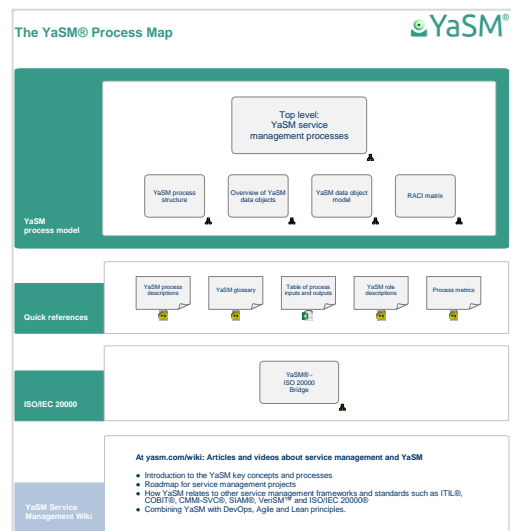 The YaSM® Process Map
YaSM®
Top level:
YaSM service
management processes
YaSM process
structure
Overview of YaSM
data objects
YaSM data object
model
RACI matrix
YaSM
process model
YaSM process
descriptions
YaSM glossary
Table of process
inputs and outputs
YaSM role
descriptions
Process metrics
Quick references
YaSM® -
ISO 20000
Bridge
ISO/IEC 20000
At yasm.com/wiki: Articles and videos about service management and YaSM
● Introduction to the YaSM key concepts and processes
● Roadmap for service management projects
● How YaSM relates to other service management frameworks and standards such as ITIL®,
COBIT®, CMMI-SVC®, SIAM®, VeriSM™ and ISO/IEC 20000®
● Combining YaSM with DevOps, Agile and Lean principles.
YaSM Service
Management Wiki